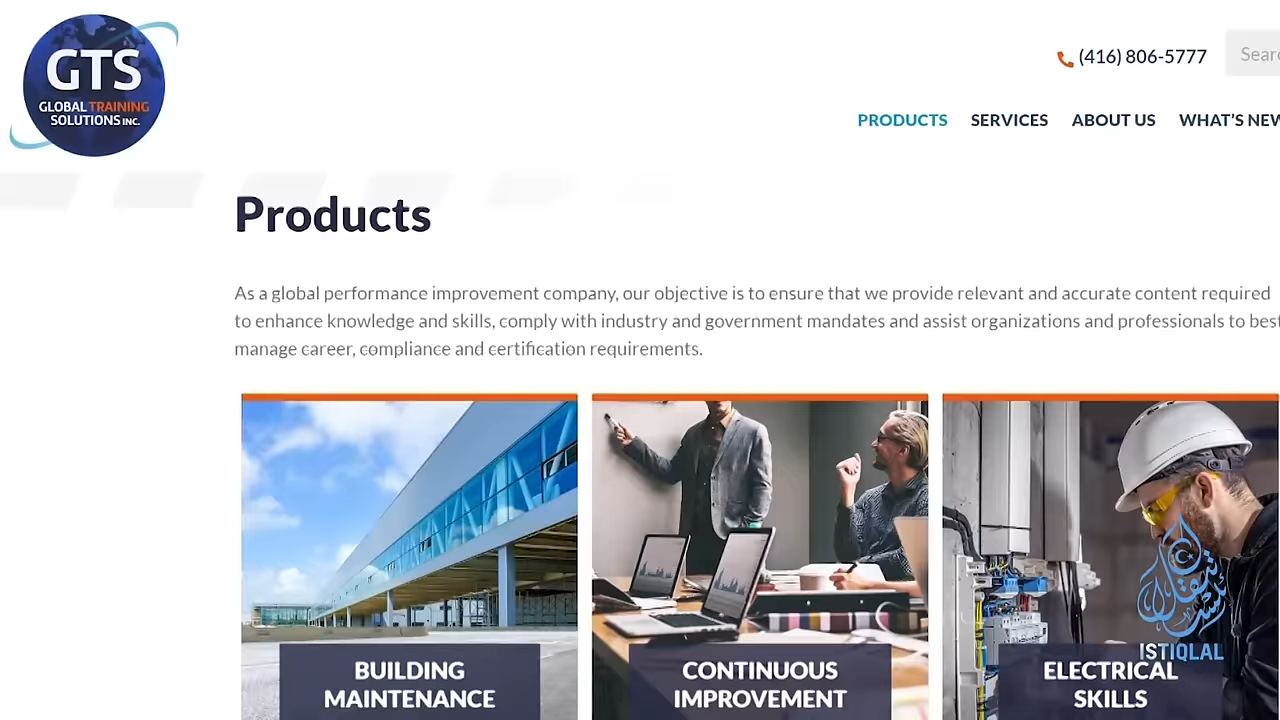 GTS
GLOBAL TRAINING
SOLUTIONS INC.
(416) 806-5777
PRODUCTS SERVICES ABOUT US WHAT'S NEW
Products
As a global performance improvement company, our objective is to ensure that we provide relevant and accurate content required
to enhance knowledge and skills, comply with industry and government mandates and assist organizations and professionals to best
manage career, compliance and certification requirements.
BUILDING
MAINTENANCE
CONTINUOUS
IMPROVEMENT
ISTIQLAL
ELECTRICAL
SKILLS